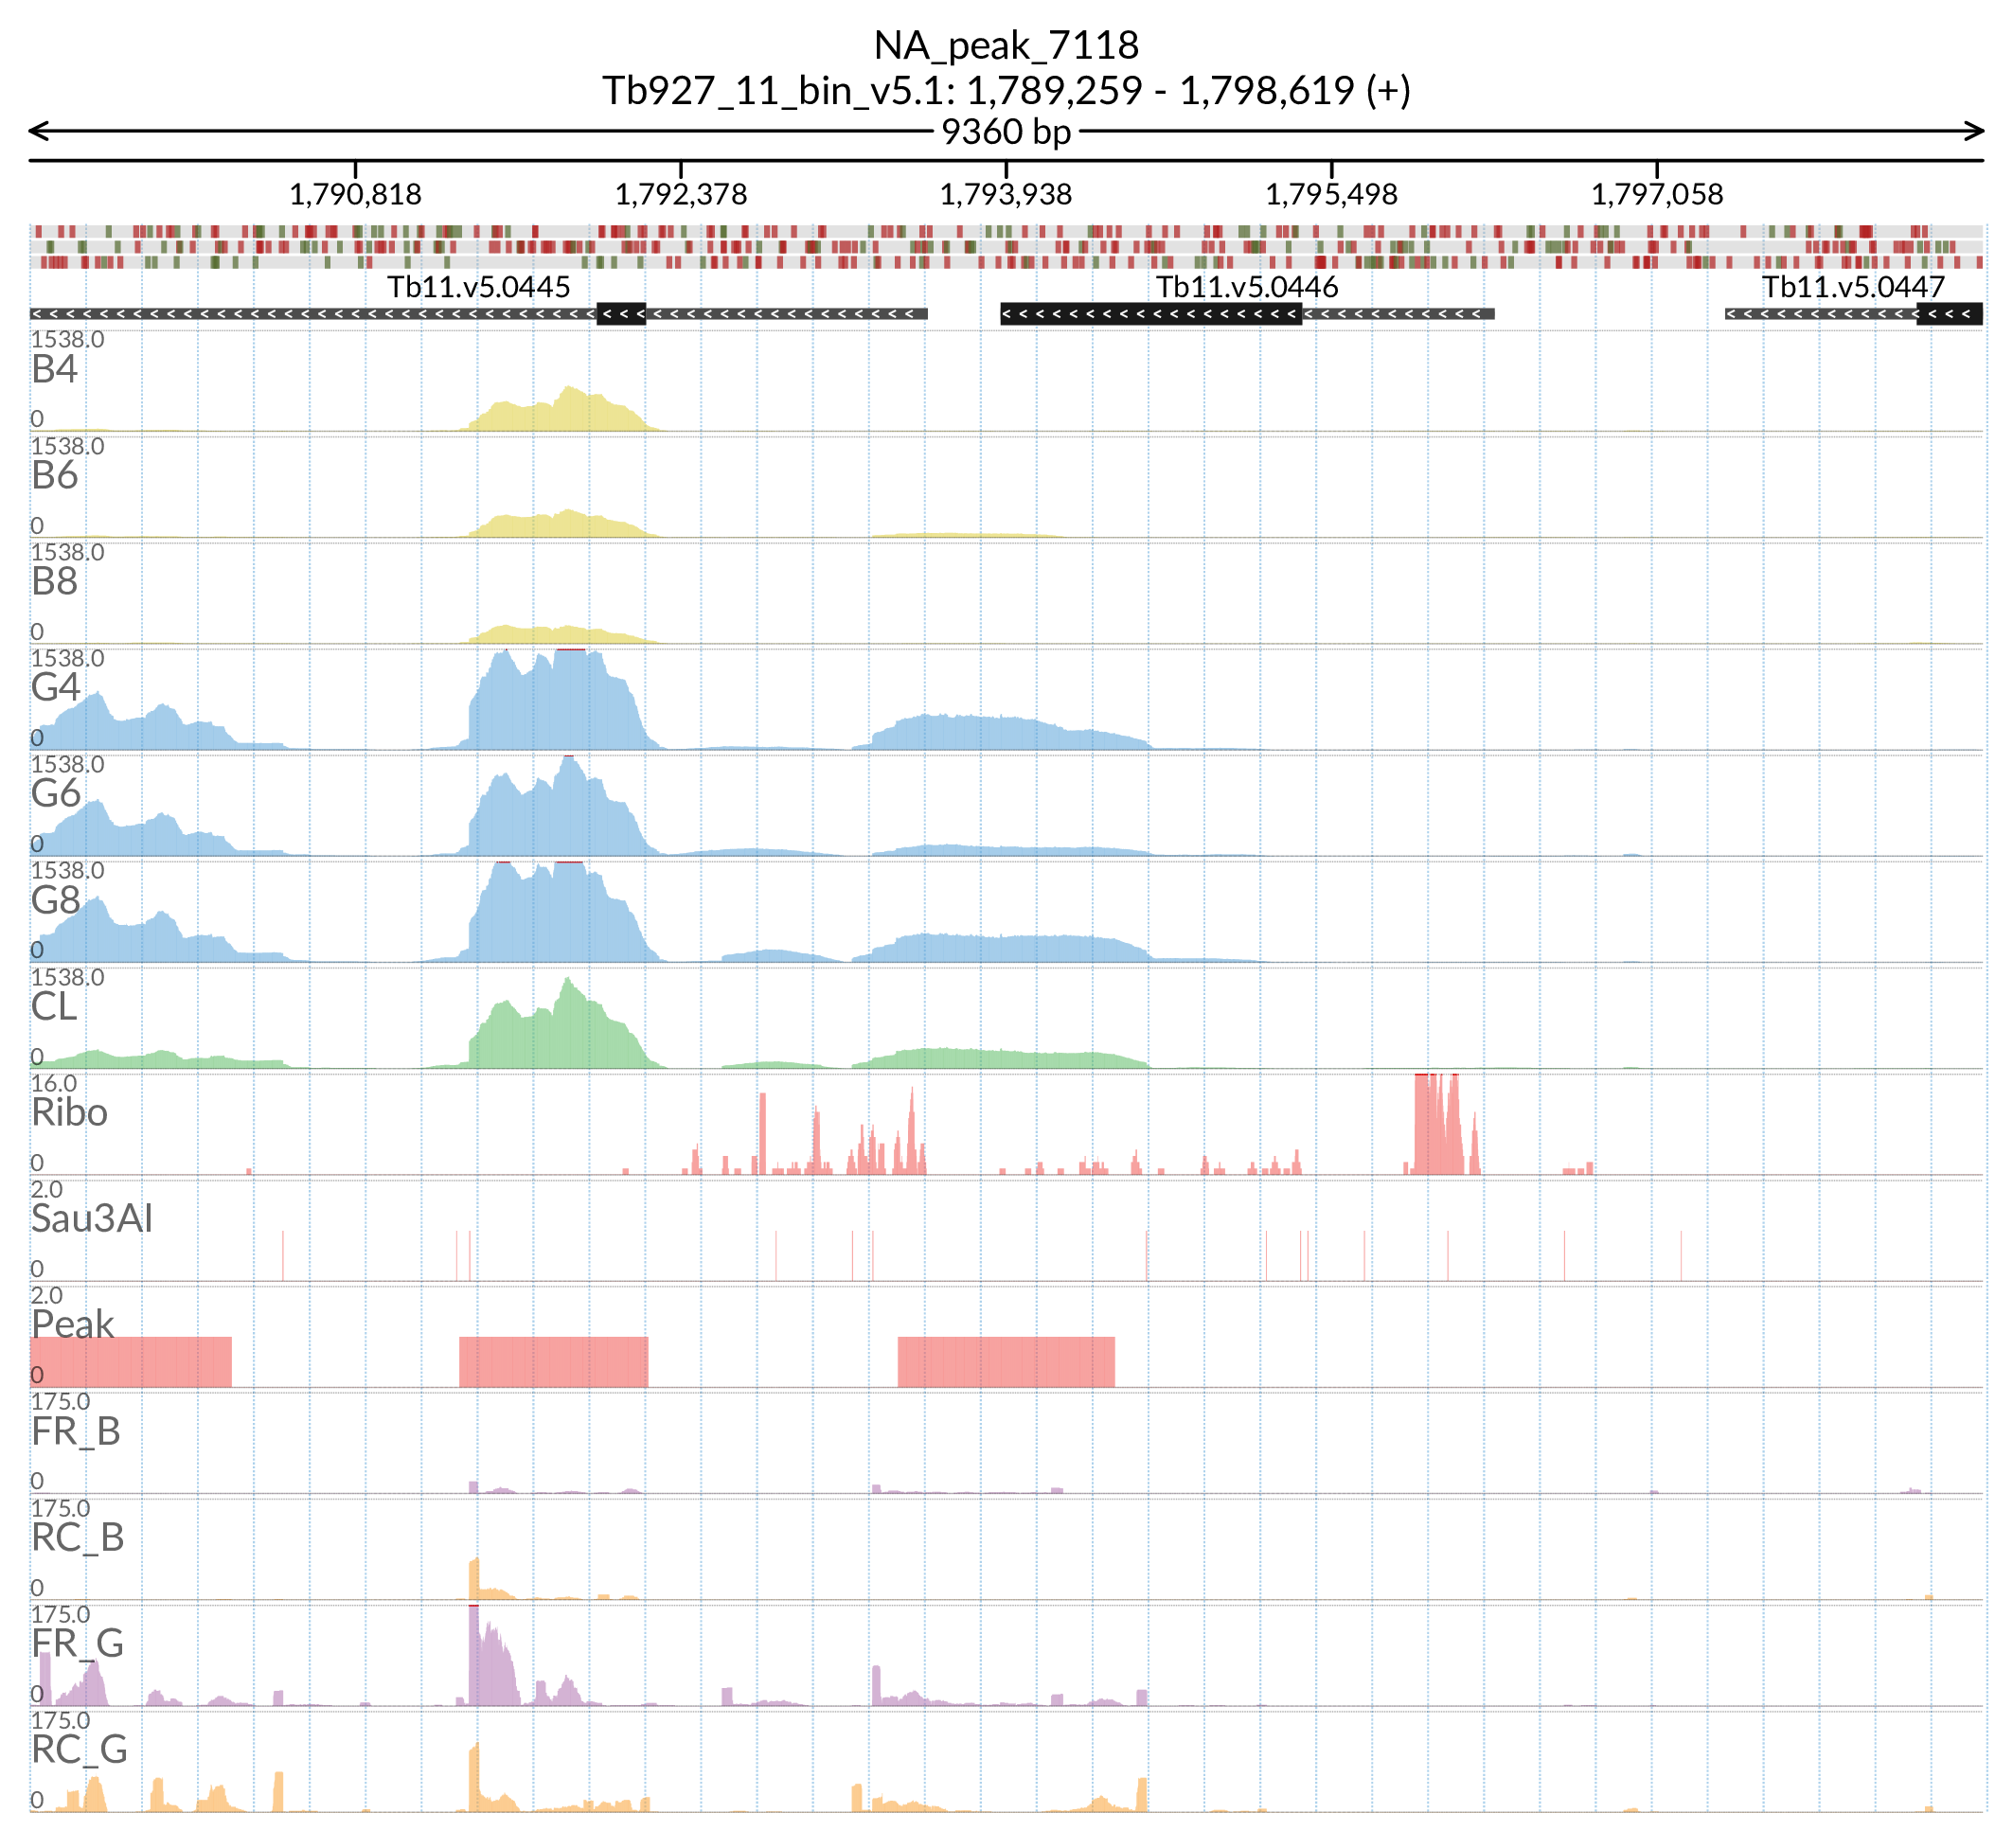 NA_peak_7118
Tb927_11_bin_v5.1: 1,789,259 - 1,798,619 (+)
9360 bp
1,790,818 1,792,378 1,793,938 1,795,498 1,797,058
Tb11.v5.0445 Tb11.v5.0446 Tb11.v5.0447
1538.0
B4
0
1538.0
B6
0
1538.0
B8
0
1538.0
G4
0
1538.0
G6
0
1538.0
G8
0
1538.0
CL
0
16.0
Ribo
0
2.0
Sau3AI
0
2.0
Peak
0
175.0
FR_B
0
175.0
RC_B
0
175.0
FR_G
0
175.0
RC_G
0